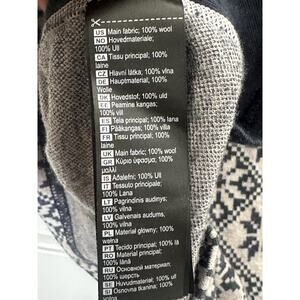 US Main fabric; 100% wool
NO Hovedmateriale;
100% Ull
CA Tissu principal; 100%
laine
CZ Hlavní látka; 100% vlna
DE Hauptmaterial; 100%
Wolle
DK Hovedstof; 100% uld
EE Peamine kangas;
100% vill
ES Tela principal; 100% lana
FI Pääkangas; 100% villa
FR Tissu principal; 100%
laine
UK Main fabric; 100% wool
GR Κύριο ύφασμα; 100%
μαλλί
IS Aðalefni; 100% Ull
IT Tessuto principale;
100% Lana
LT Pagrindinis audinys;
100% vilna
LV Galvenais audums,
100% vilna
PL Materiał główny; 100%
wełna
PT Tecido principal; 100% lã
RO Material principal;
100% lână
RU Основной материал:
100% шерсть
SE Huvudmaterial; 100% ull
SI Osnovna tkanina; 100%